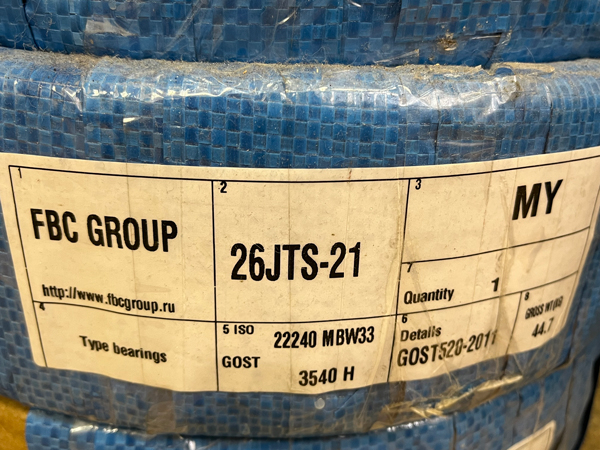 1
FBC GROUP
http://www.fbcgroup.ru
2
26JTS-21
3
MY
7
Quantity 1
4
Type bearings
5 ISO 22240 MBW33
GOST 3540 H
6
Details
GOST520-2011
8
GROSS WT(KG)
44.7